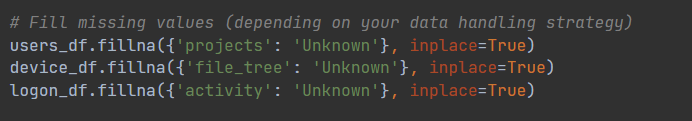 # Fill missing values (depending on your data handling strategy)
users_df.fillna({'projects': 'Unknown'}, inplace=True)
device_df.fillna({'file_tree': 'Unknown'}, inplace=True)
logon_df.fillna({'activity': 'Unknown'}, inplace=True)